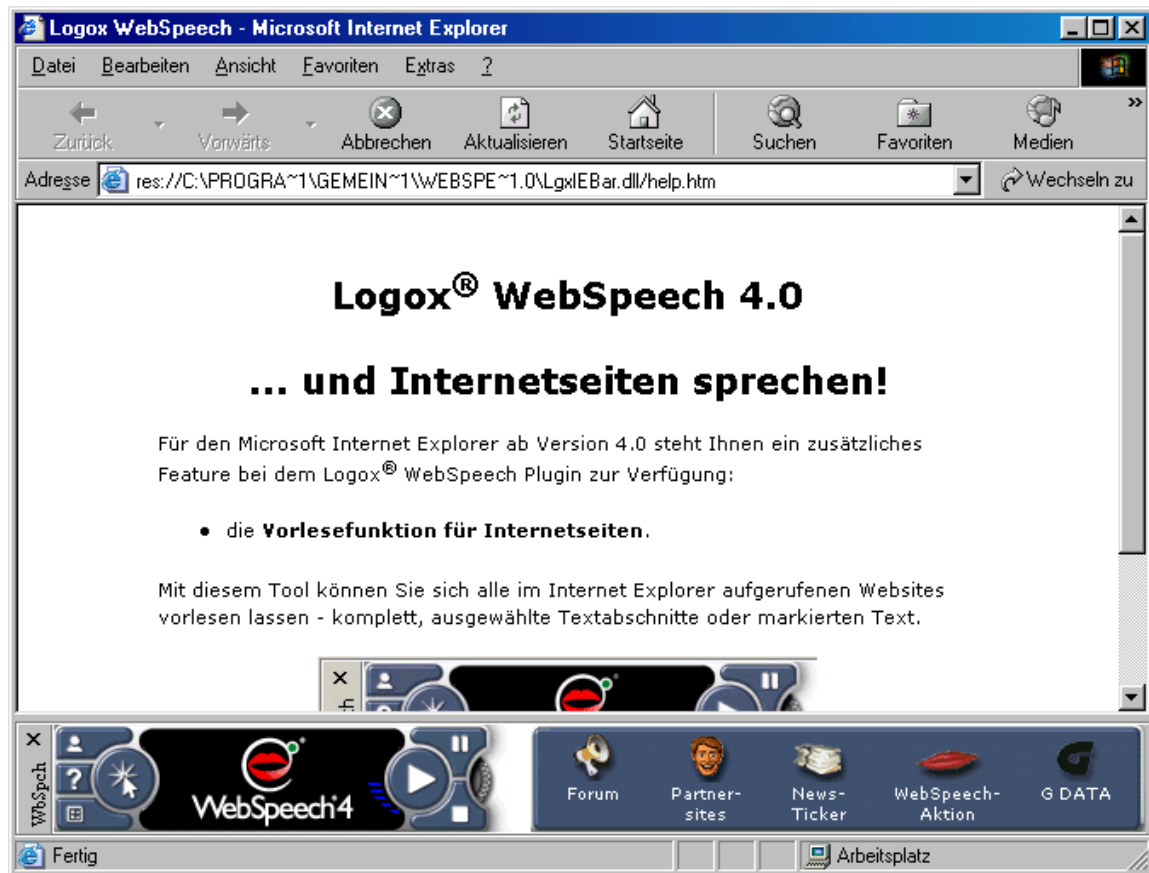 Logox WebSpeech - Microsoft Internet Explorer
Datei Bearbeiten Ansicht Favoriten Extras ?
Zurück Vorwärts Abbrechen Aktualisieren Startseite Suchen Favoriten Medien »
Adresse res://C:\PROGRA~1\GEMEIN~1\WEBSPE~1.0\LgxIEBar.dll/help.htm Wechseln zu
Logox® WebSpeech 4.0
... und Internetseiten sprechen!
Für den Microsoft Internet Explorer ab Version 4.0 steht Ihnen ein zusätzliches
Feature bei dem Logox® WebSpeech Plugin zur Verfügung:
• die Vorlesefunktion für Internetseiten.
Mit diesem Tool können Sie sich alle im Internet Explorer aufgerufenen Websites
vorlesen lassen - komplett, ausgewählte Textabschnitte oder markierten Text.
ch
WbSpch
?
WebSpeech 4
Forum
Partner-
sites
News-
Ticker
WebSpeech-
Aktion
G DATA
Fertig Arbeitsplatz